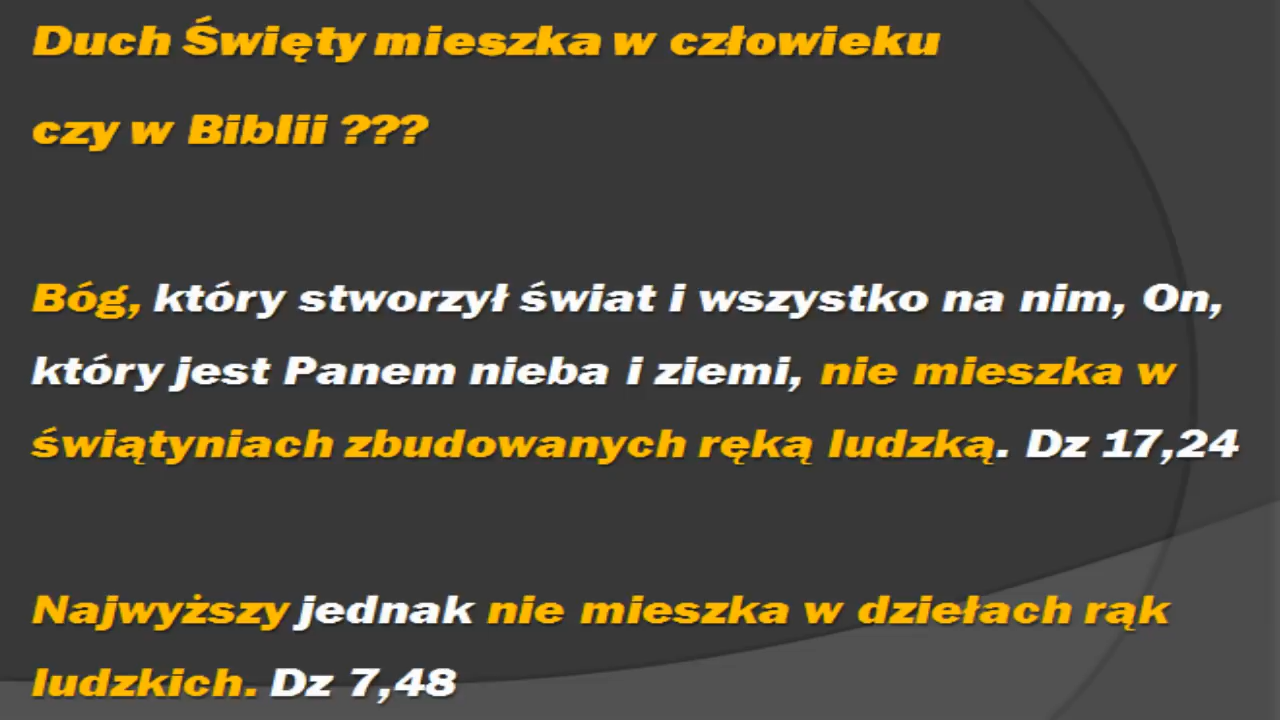 Duch Święty mieszka w człowieku
czy w Biblii ???
Bóg, który stworzył świat i wszystko na nim, On,
który jest Panem nieba i ziemi, nie mieszka w
świątyniach zbudowanych ręką ludzką. Dz 17,24
Najwyższy jednak nie mieszka w dziełach rąk
ludzkich. Dz 7,48